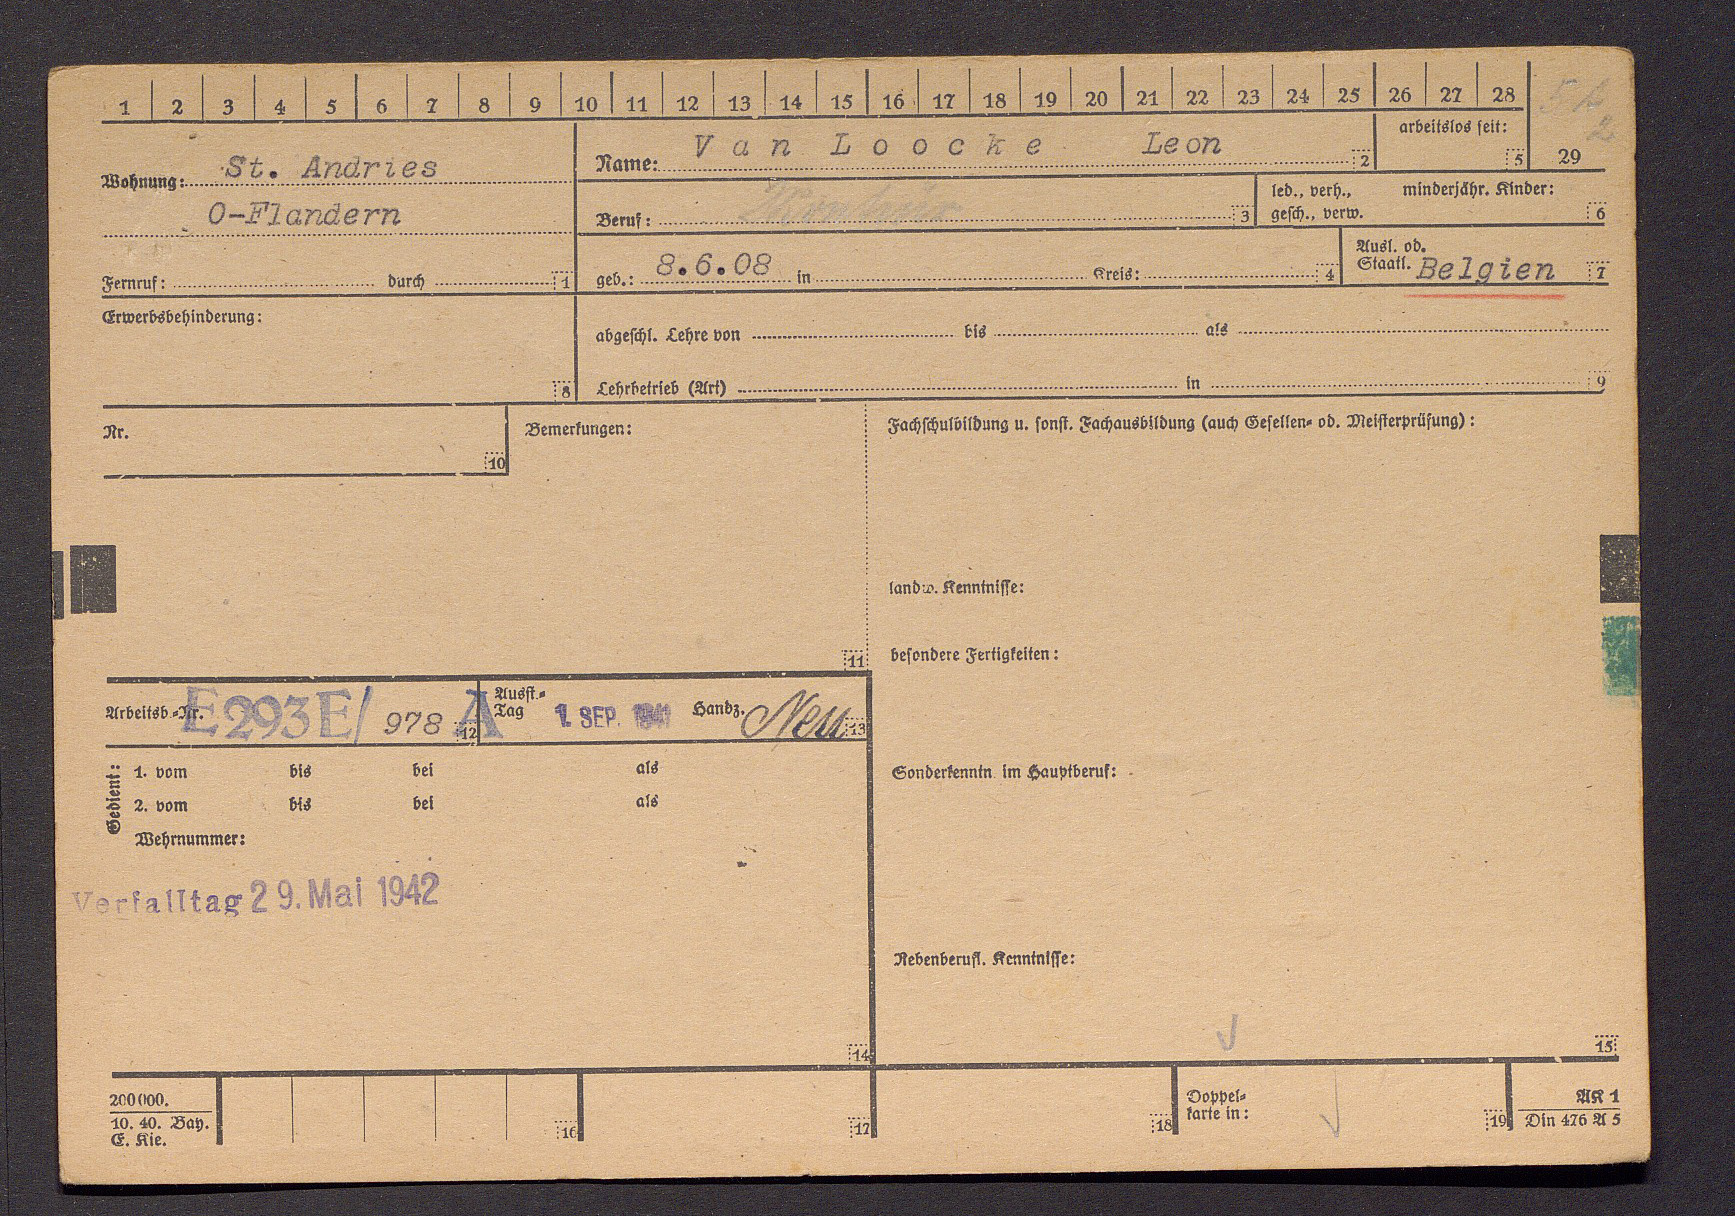 1 2 3 4 5 6 7 8 9 10 11 12 13 14 15 16 17 18 19 20 21 22 23 24 25 26 27 28
Wohnung: St. Andries
O-Flandern
Fernruf: durch 1
Name: Van Loocke Leon 2
arbeitslos seit: 5
29
Beruf: 3
led., verh., minderjähr. Kinder:
gesch., verw. 6
geb.: 8.6.08 in Kreis: 4
Ausl. od.
Staatl. Belgien 7
Erwerbsbehinderung:
8
abgeschl. Lehre von bis als
Lehrbetrieb (Art) in 9
Nr.
10
Bemerkungen:
11
Fachschulbildung u. sonst. Fachausbildung (auch Gesellen- od. Meisterprüfung):
landw. Kenntnisse:
besondere Fertigkeiten:
Arbeitsb.-Nr. E293E/ 978 A 12
Ausst.-
Tag 1. SEP. 1941 Handz. Neu 13
Gedient:
1. vom bis bei als
2. vom bis bei als
Wehrnummer:
Verfalltag 29. Mai 1942
14
Sonderkenntn. im Hauptberuf:
Nebenberufl. Kenntnisse:
15
200000.
10. 40. Bay.
E. Kie.
16
17
18
Doppel-
karte in:
19
AK 1
Din 476 A 5